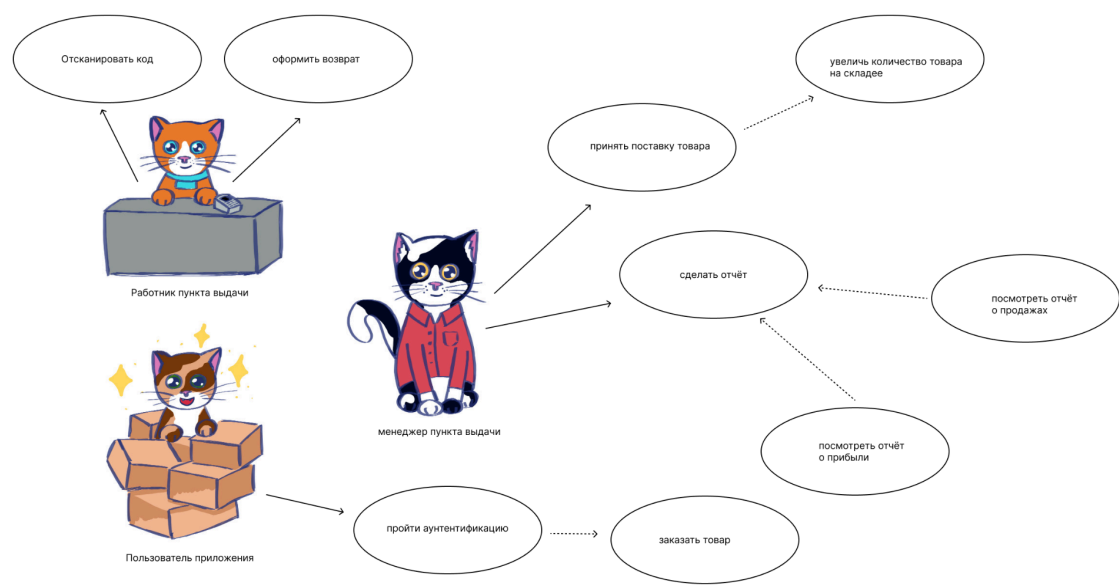 Отсканировать код
оформить возврат
увеличь количество товара
на складее
принять поставку товара
сделать отчёт
посмотреть отчёт
о продажах
Работник пункта выдачи
менеджер пункта выдачи
посмотреть отчёт
о прибыли
пройти аунтентификацию
заказать товар
Пользователь приложения